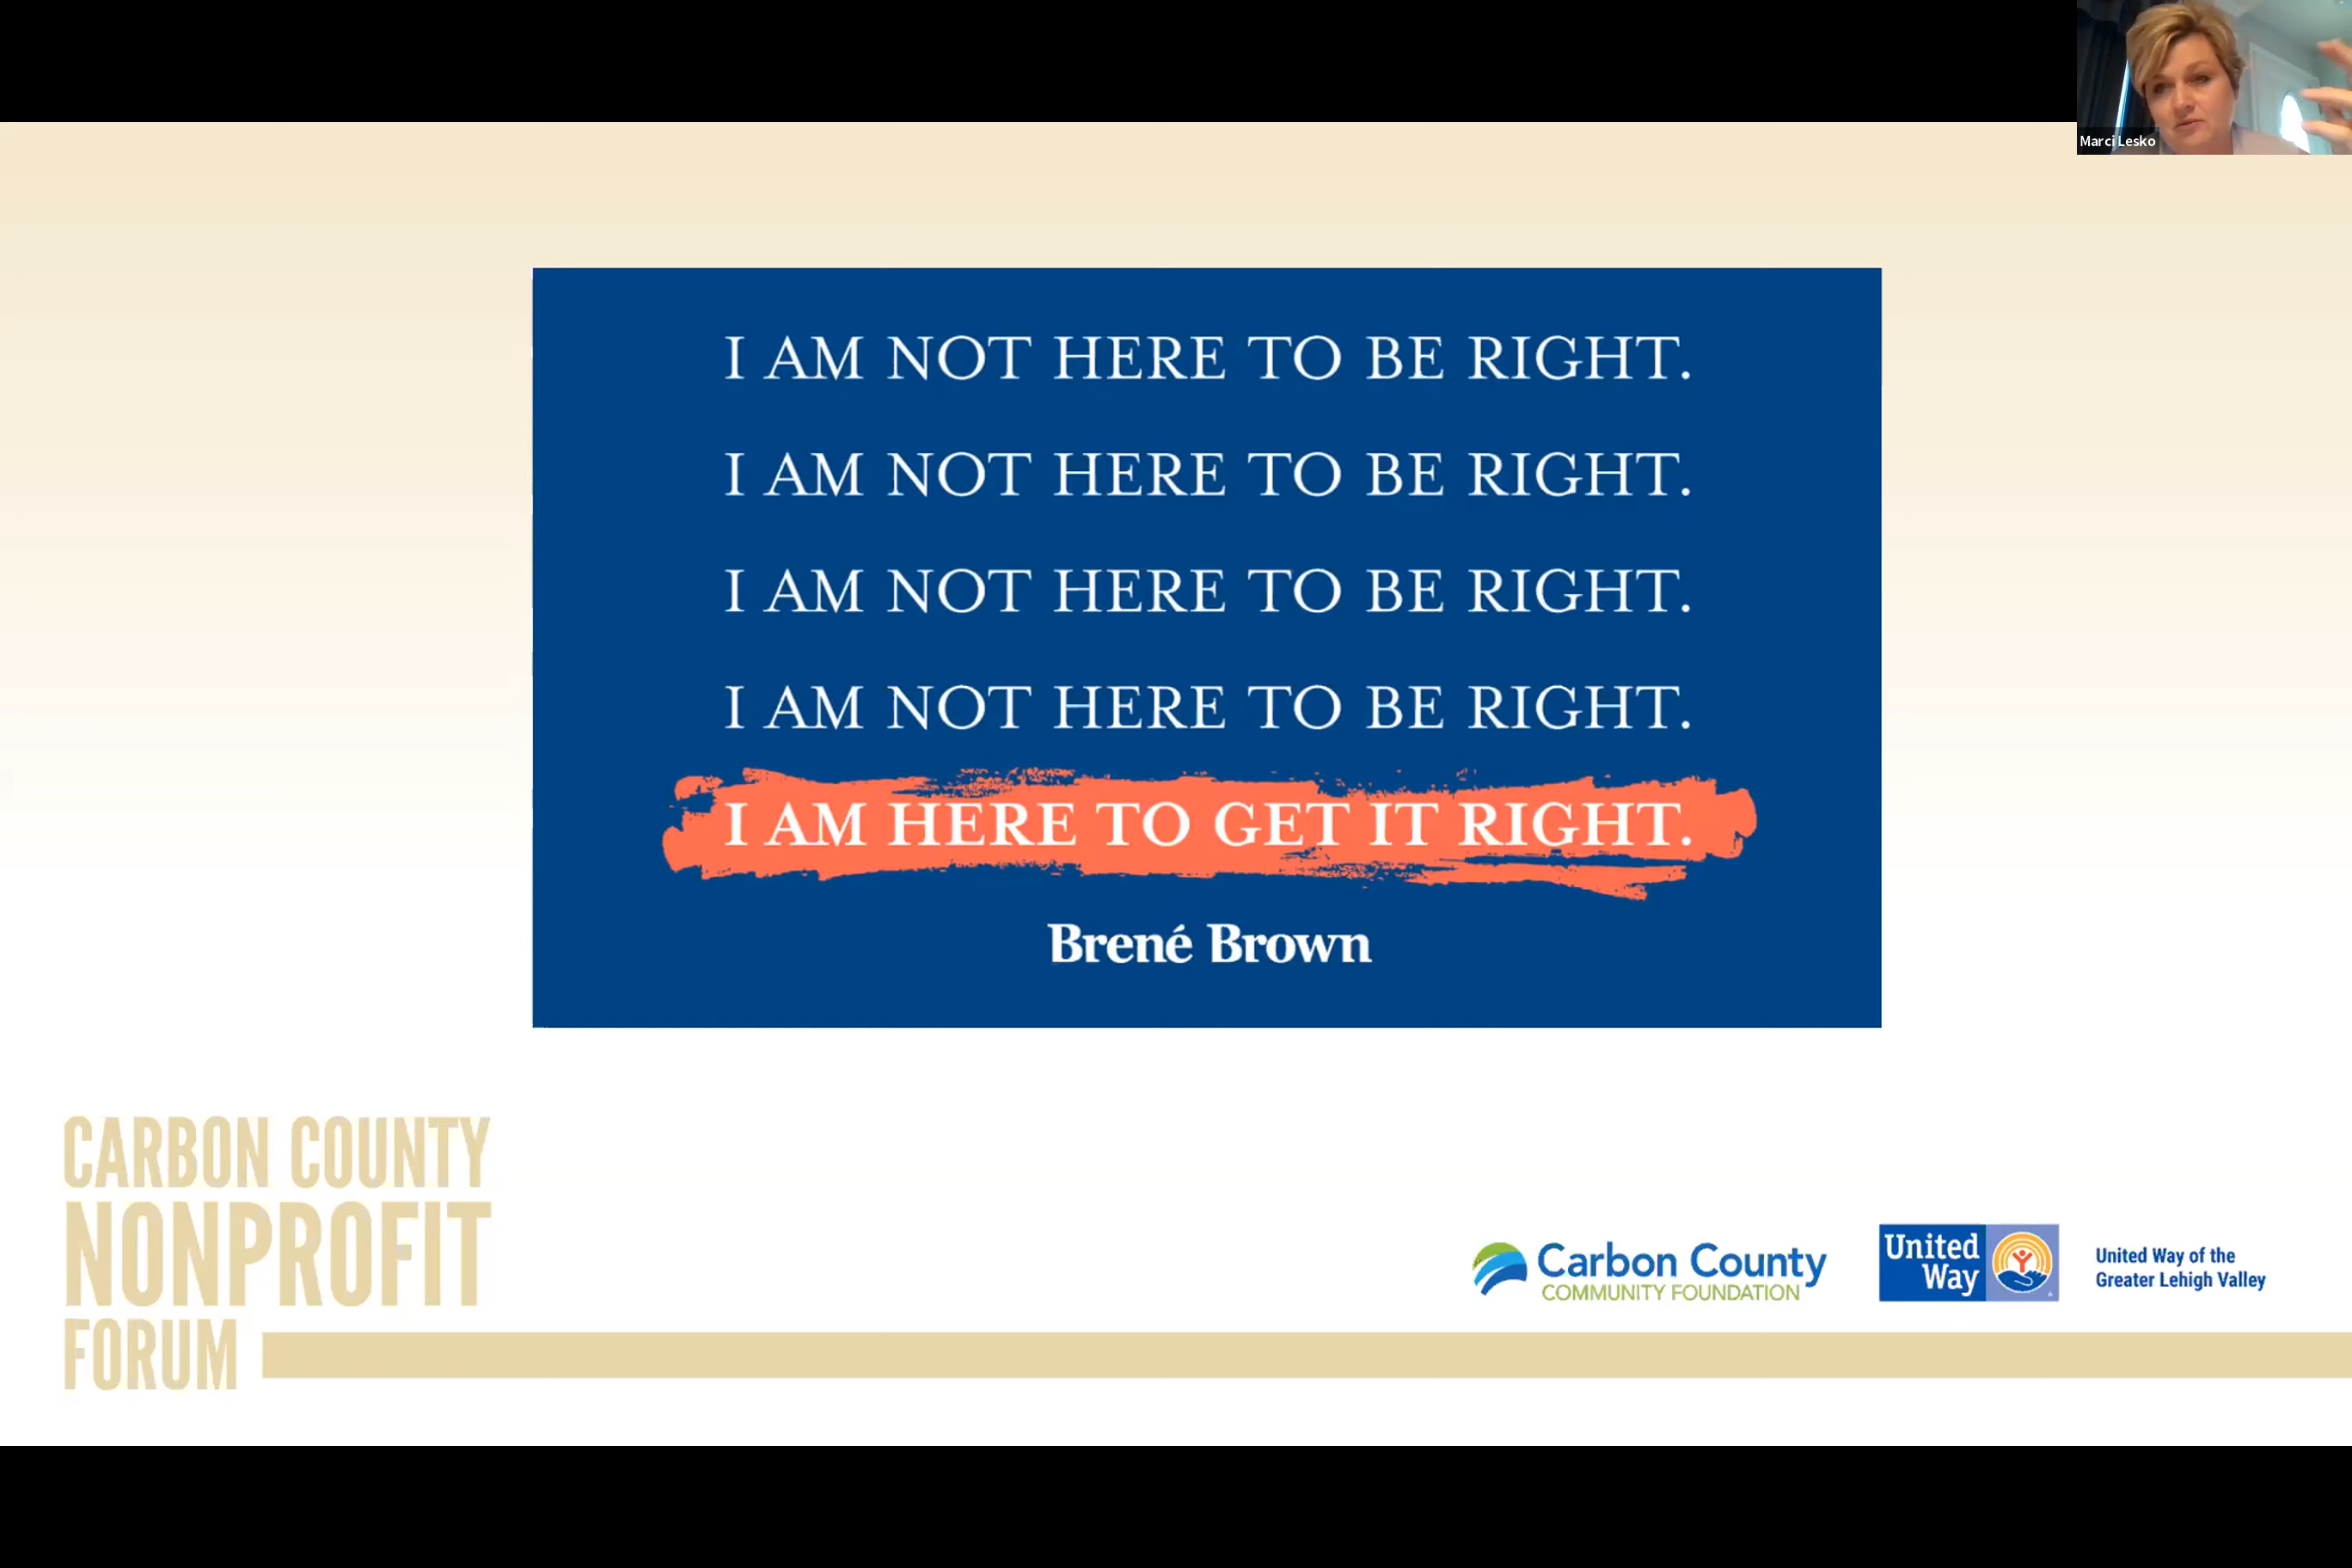 Marci Lesko
I AM NOT HERE TO BE RIGHT.
I AM NOT HERE TO BE RIGHT.
I AM NOT HERE TO BE RIGHT.
I AM NOT HERE TO BE RIGHT.
I AM HERE TO GET IT RIGHT.
Brené Brown
CARBON COUNTY
NONPROFIT
FORUM
Carbon County
COMMUNITY FOUNDATION
United
Way
United Way of the
Greater Lehigh Valley